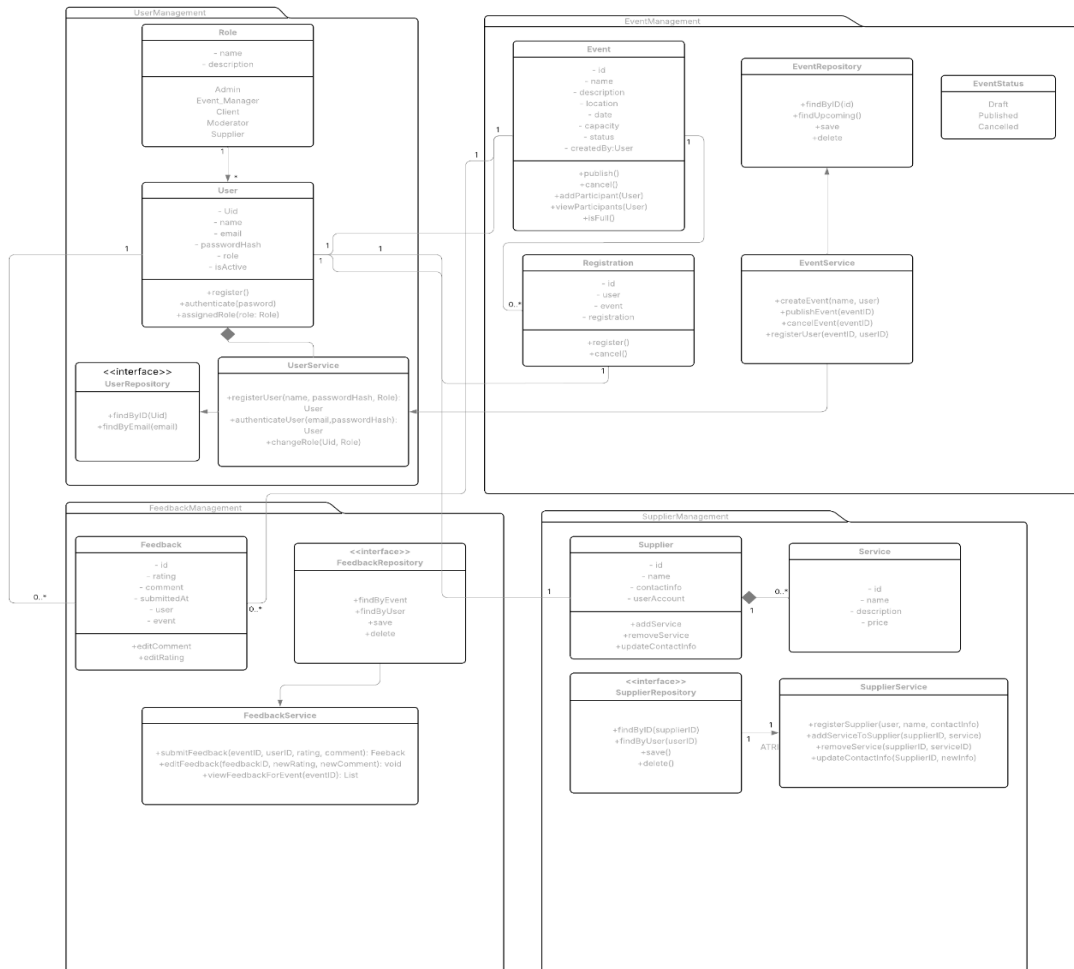 UserManagement
Role
- name
- description
Admin
Event_Manager
Client
Moderator
Supplier
1
*
User
- Uid
- name
- email
- passwordHash
- role
- isActive
+register()
+authenticate(pasword)
+assignedRole(role: Role)
1
1
1
<<interface>>
UserRepository
+findByID(Uid)
+findByEmail(email)
UserService
+registerUser(name, passwordHash, Role):
User
+authenticateUser(email,passwordHash):
User
+changeRole(Uid, Role)
EventManagement
Event
- id
- name
- description
- location
- date
- capacity
- status
- createdBy:User
+publish()
+cancel()
+addParticipant(User)
+viewParticipants(User)
+isFull()
1
1
1
EventRepository
+findByID(id)
+findUpcoming()
+save
+delete
EventStatus
Draft
Published
Cancelled
Registration
- id
- user
- event
- registration
+register()
+cancel()
0..*
1
EventService
+createEvent(name, user)
+publishEvent(eventID)
+cancelEvent(eventID)
+registerUser(eventID, userID)
FeedbackManagement
Feedback
- id
- rating
- comment
- submittedAt
- user
- event
+editComment
+editRating
0..*
0..*
<<interface>>
FeedbackRepository
+findByEvent
+findByUser
+save
+delete
FeedbackService
+submitFeedback(eventID, userID, rating, comment): Feeback
+editFeedback(feedbackID, newRating, newComment): void
+viewFeedbackForEvent(eventID): List
SupplierManagement
Supplier
- id
- name
- contactInfo
- userAccount
+addService
+removeService
+updateContactInfo
1
1
0..*
Service
- id
- name
- description
- price
<<interface>>
SupplierRepository
+findByID(supplierID)
+findByUser(userID)
+save()
+delete()
1
1
ATRI
SupplierService
+registerSupplier(user, name, contactInfo)
+addServiceToSupplier(supplierID, service)
+removeService(supplierID, serviceID)
+updateContactInfo(SupplierID, newInfo)